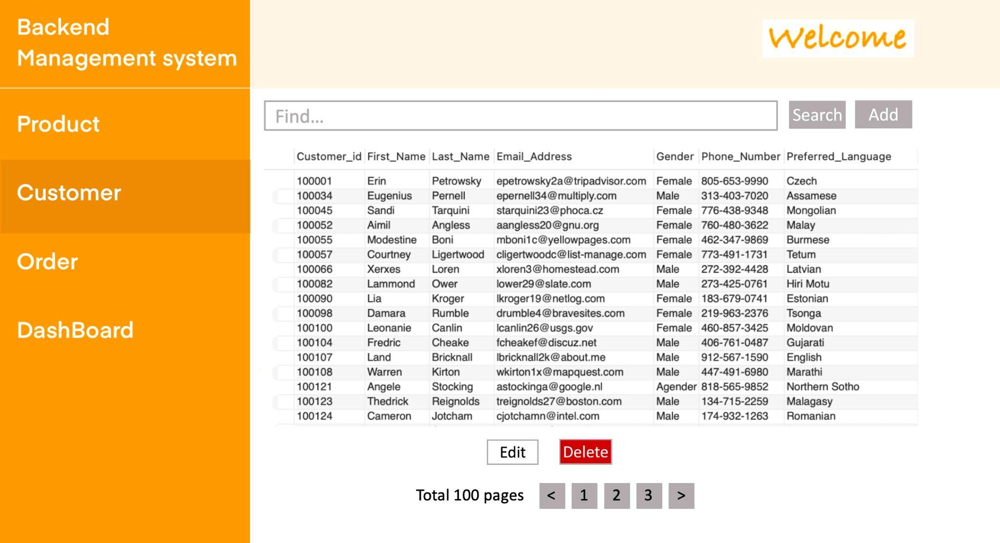 Backend
Management system
Welcome
Product
Customer
Order
DashBoard
Find...
Search
Add
Customer_id First_Name Last_Name Email_Address Gender Phone_Number Preferred_Language
100001 Erin Petrowsky epetrowsky2a@tripadvisor.com Female 805-653-9990 Czech
100034 Eugenius Pernell epernell34@multiply.com Male 313-403-7020 Assamese
100045 Sandi Tarquini starquini23@phoca.cz Female 776-438-9348 Mongolian
100052 Aimil Angless aangless20@gnu.org Female 760-480-3622 Malay
100055 Modestine Boni mboni1c@yellowpages.com Female 462-347-9869 Burmese
100057 Courtney Ligertwood cligertwoodc@list-manage.com Female 773-491-1731 Tetum
100066 Xerxes Loren xloren3@homestead.com Male 272-392-4428 Latvian
100082 Lammond Ower lower29@slate.com Male 273-425-0761 Hiri Motu
100090 Lia Kroger lkroger19@netlog.com Female 183-679-0741 Estonian
100098 Damara Rumble drumble4@bravesites.com Female 219-963-2376 Tsonga
100100 Leonanie Canlin lcanlin26@usgs.gov Female 460-857-3425 Moldovan
100104 Fredric Cheake fcheakef@discuz.net Male 406-761-0487 Gujarati
100107 Land Bricknall lbricknall2k@about.me Male 912-567-1590 English
100108 Warren Kirton wkirton1x@mapquest.com Male 447-491-6980 Marathi
100121 Angele Stocking astockinga@google.nl Agender 818-565-9852 Northern Sotho
100123 Thedrick Reignolds treignolds27@boston.com Male 134-715-2259 Malagasy
100124 Cameron Jotcham cjotchamn@intel.com Male 174-932-1263 Romanian
Edit
Delete
Total 100 pages < 1 2 3 >